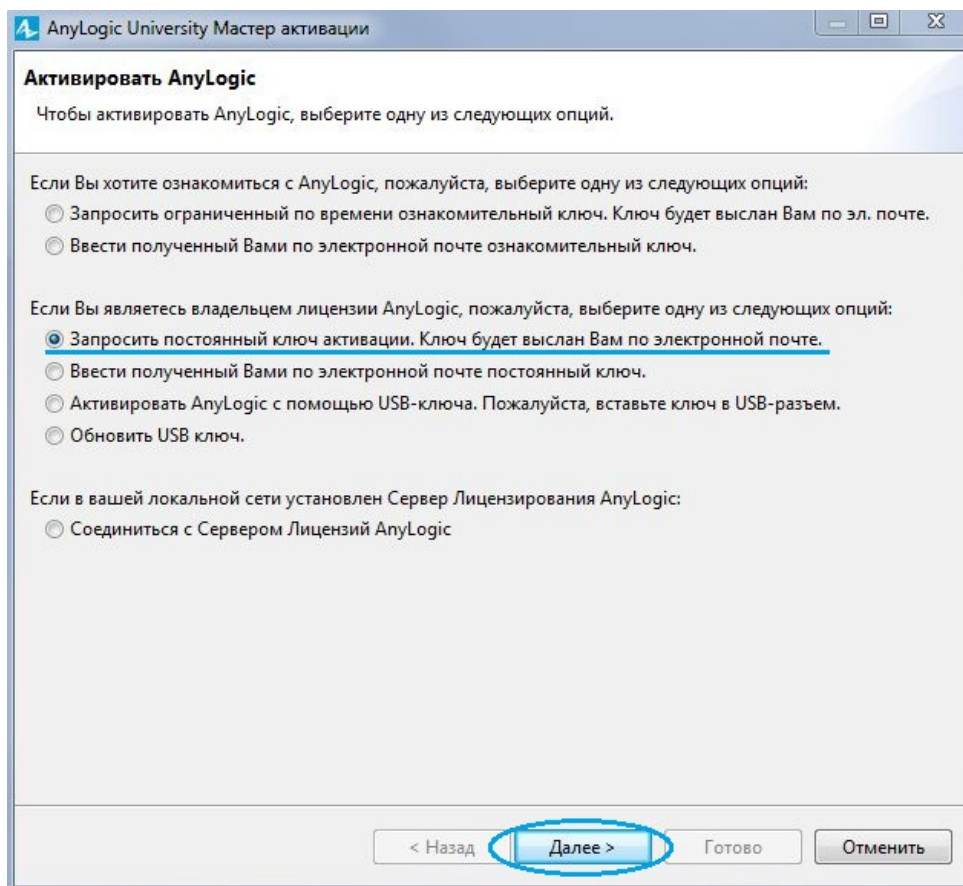 AnyLogic University Мастер активации
Активировать AnyLogic
Чтобы активировать AnyLogic, выберите одну из следующих опций.
Если Вы хотите ознакомиться с AnyLogic, пожалуйста, выберите одну из следующих опций:
Запросить ограниченный по времени ознакомительный ключ. Ключ будет выслан Вам по эл. почте.
Ввести полученный Вами по электронной почте ознакомительный ключ.
Если Вы являетесь владельцем лицензии AnyLogic, пожалуйста, выберите одну из следующих опций:
Запросить постоянный ключ активации. Ключ будет выслан Вам по электронной почте.
Ввести полученный Вами по электронной почте постоянный ключ.
Активировать AnyLogic с помощью USB-ключа. Пожалуйста, вставьте ключ в USB-разъем.
Обновить USB ключ.
Если в вашей локальной сети установлен Сервер Лицензирования AnyLogic:
Соединиться с Сервером Лицензий AnyLogic
< Назад Далее > Готово Отменить